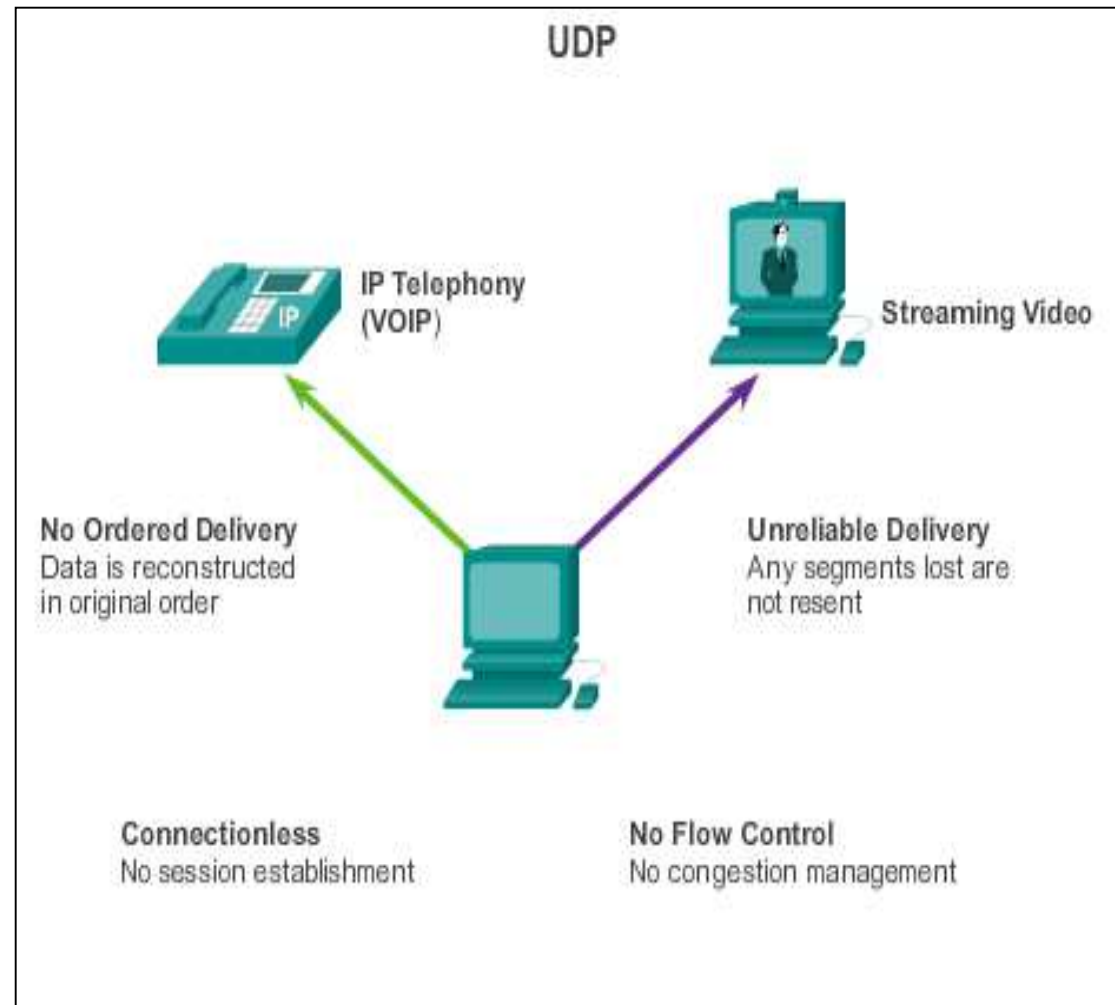 UDP
IP Telephony
(VOIP)
IP
Streaming Video
No Ordered Delivery
Data is reconstructed
in original order
Unreliable Delivery
Any segments lost are
not resent
Connectionless
No session establishment
No Flow Control
No congestion management